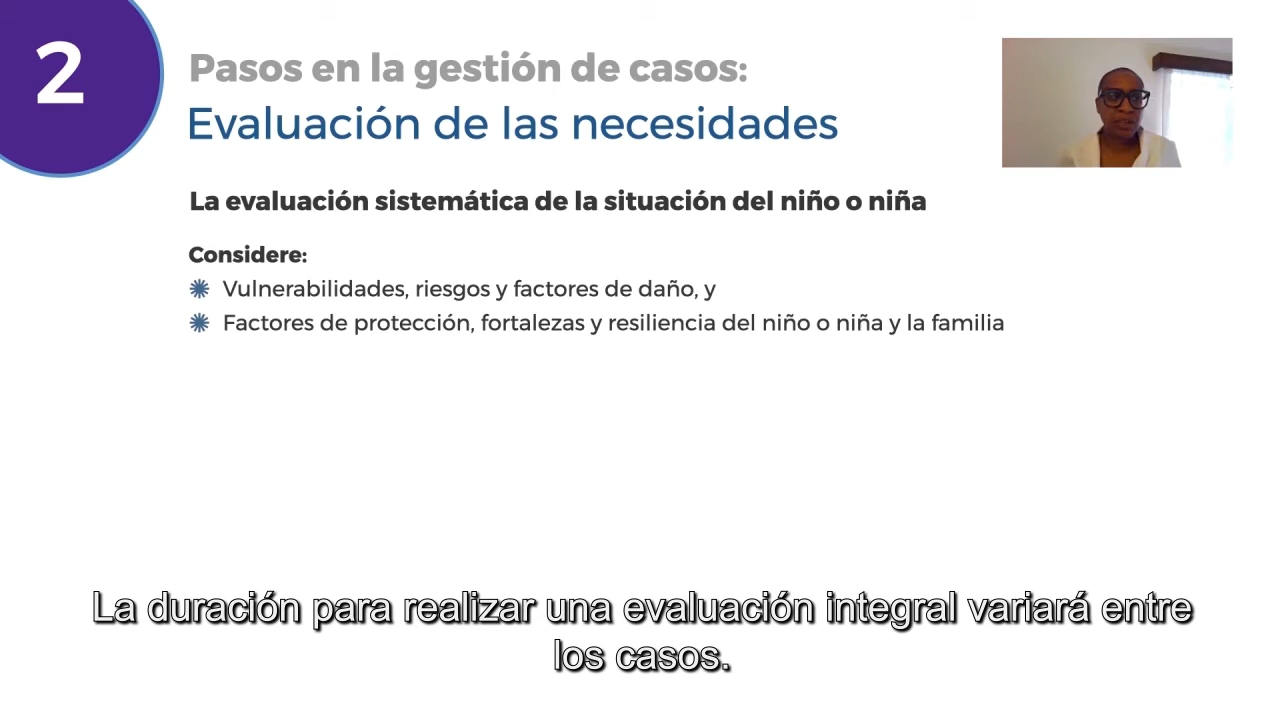 2
Pasos en la gestión de casos:
Evaluación de las necesidades
La evaluación sistemática de la situación del niño o niña
Considere:
Vulnerabilidades, riesgos y factores de daño, y
Factores de protección, fortalezas y resiliencia del niño o niña y la familia
La duración para realizar una evaluación integral variará entre
los casos.